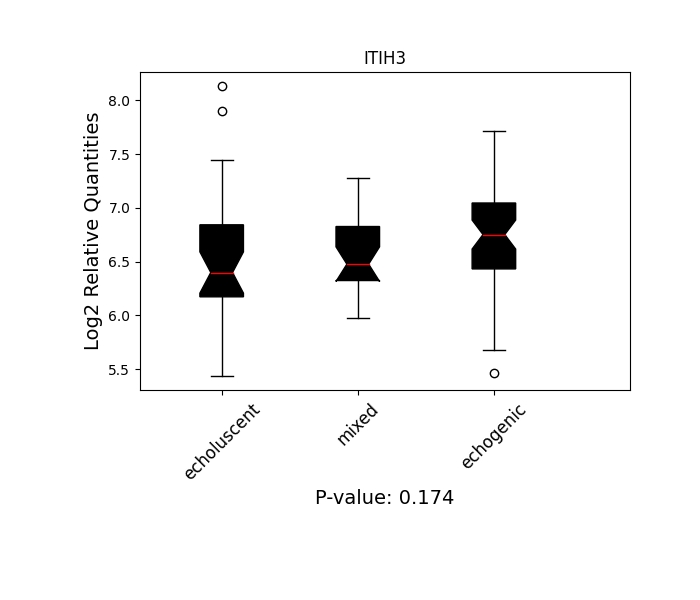 ITIH3
Log2 Relative Quantities
8.0
7.5
7.0
6.5
6.0
5.5
echoluscent
mixed
echogenic
P-value: 0.174